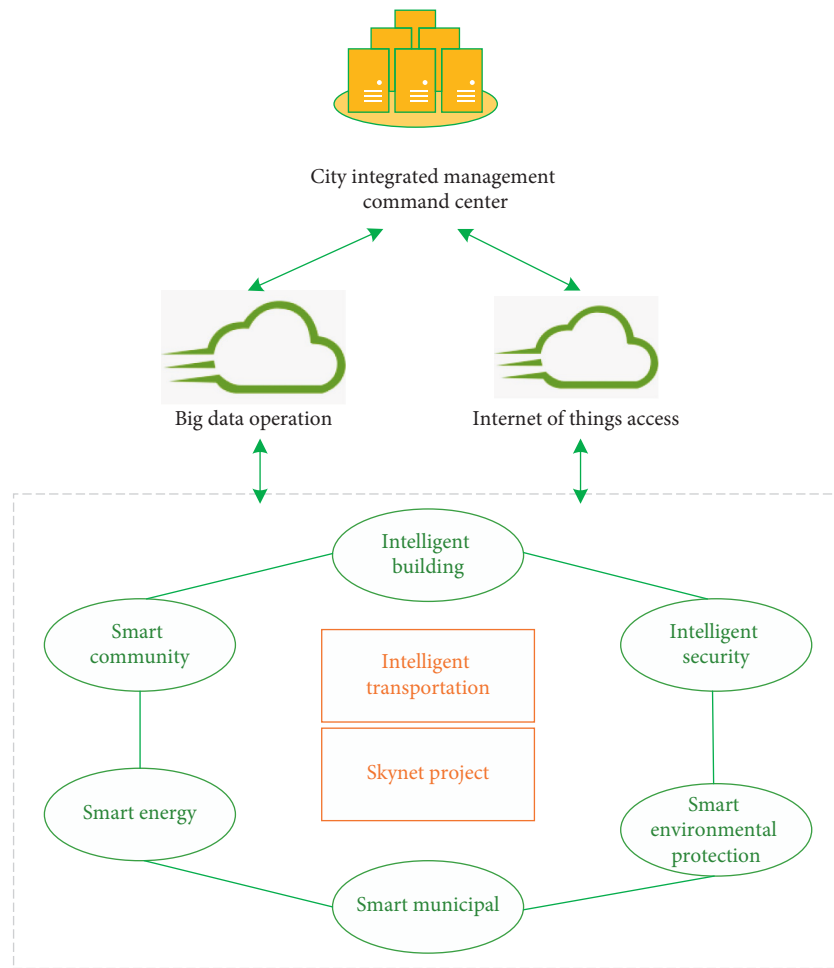 City integrated management
command center
Big data operation
Internet of things access
Intelligent
building
Smart
community
Intelligent
security
Intelligent
transportation
Skynet project
Smart energy
Smart
environmental
protection
Smart municipal